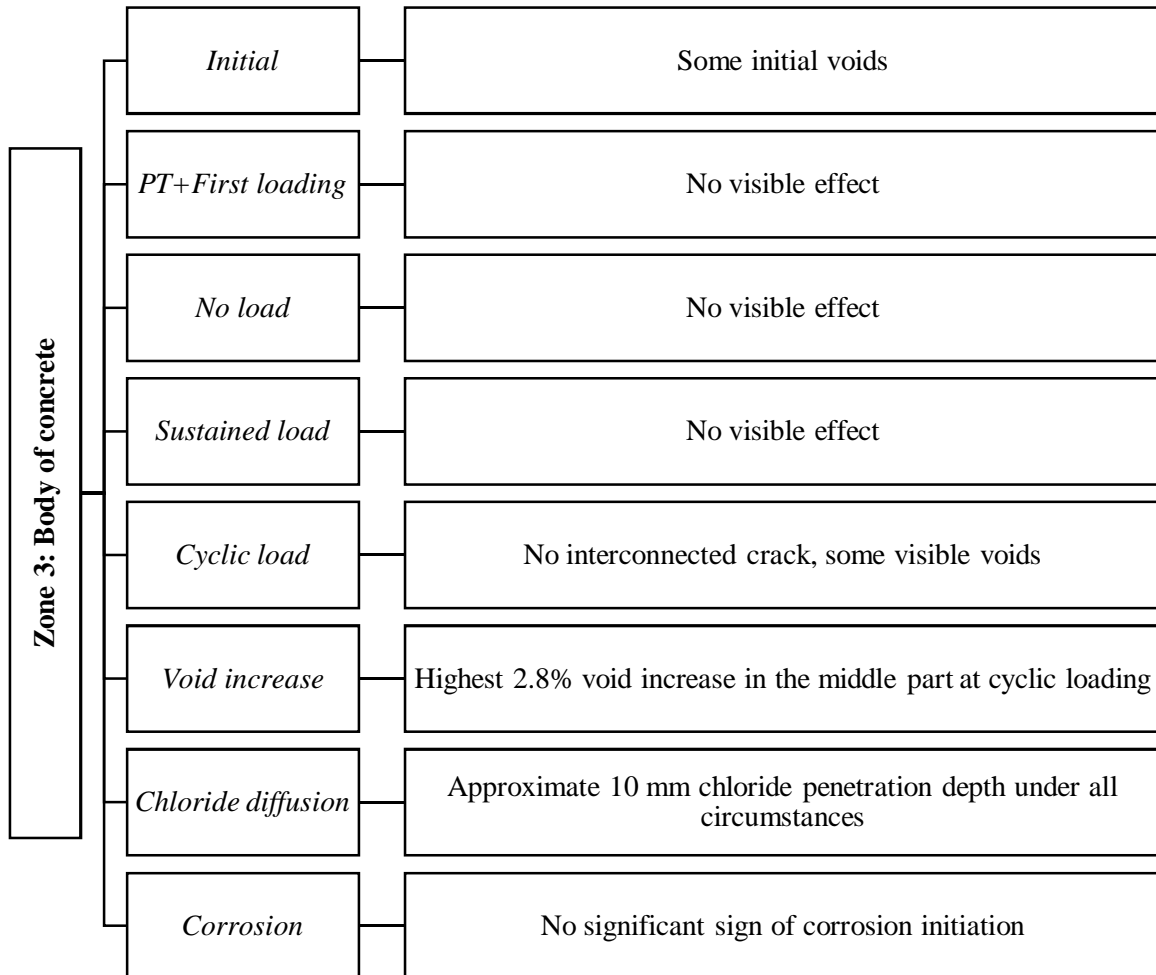 Zone 3: Body of concrete
Initial
Some initial voids
PT+First loading
No visible effect
No load
No visible effect
Sustained load
No visible effect
Cyclic load
No interconnected crack, some visible voids
Void increase
Highest 2.8% void increase in the middle part at cyclic loading
Chloride diffusion
Approximate 10 mm chloride penetration depth under all
circumstances
Corrosion
No significant sign of corrosion initiation